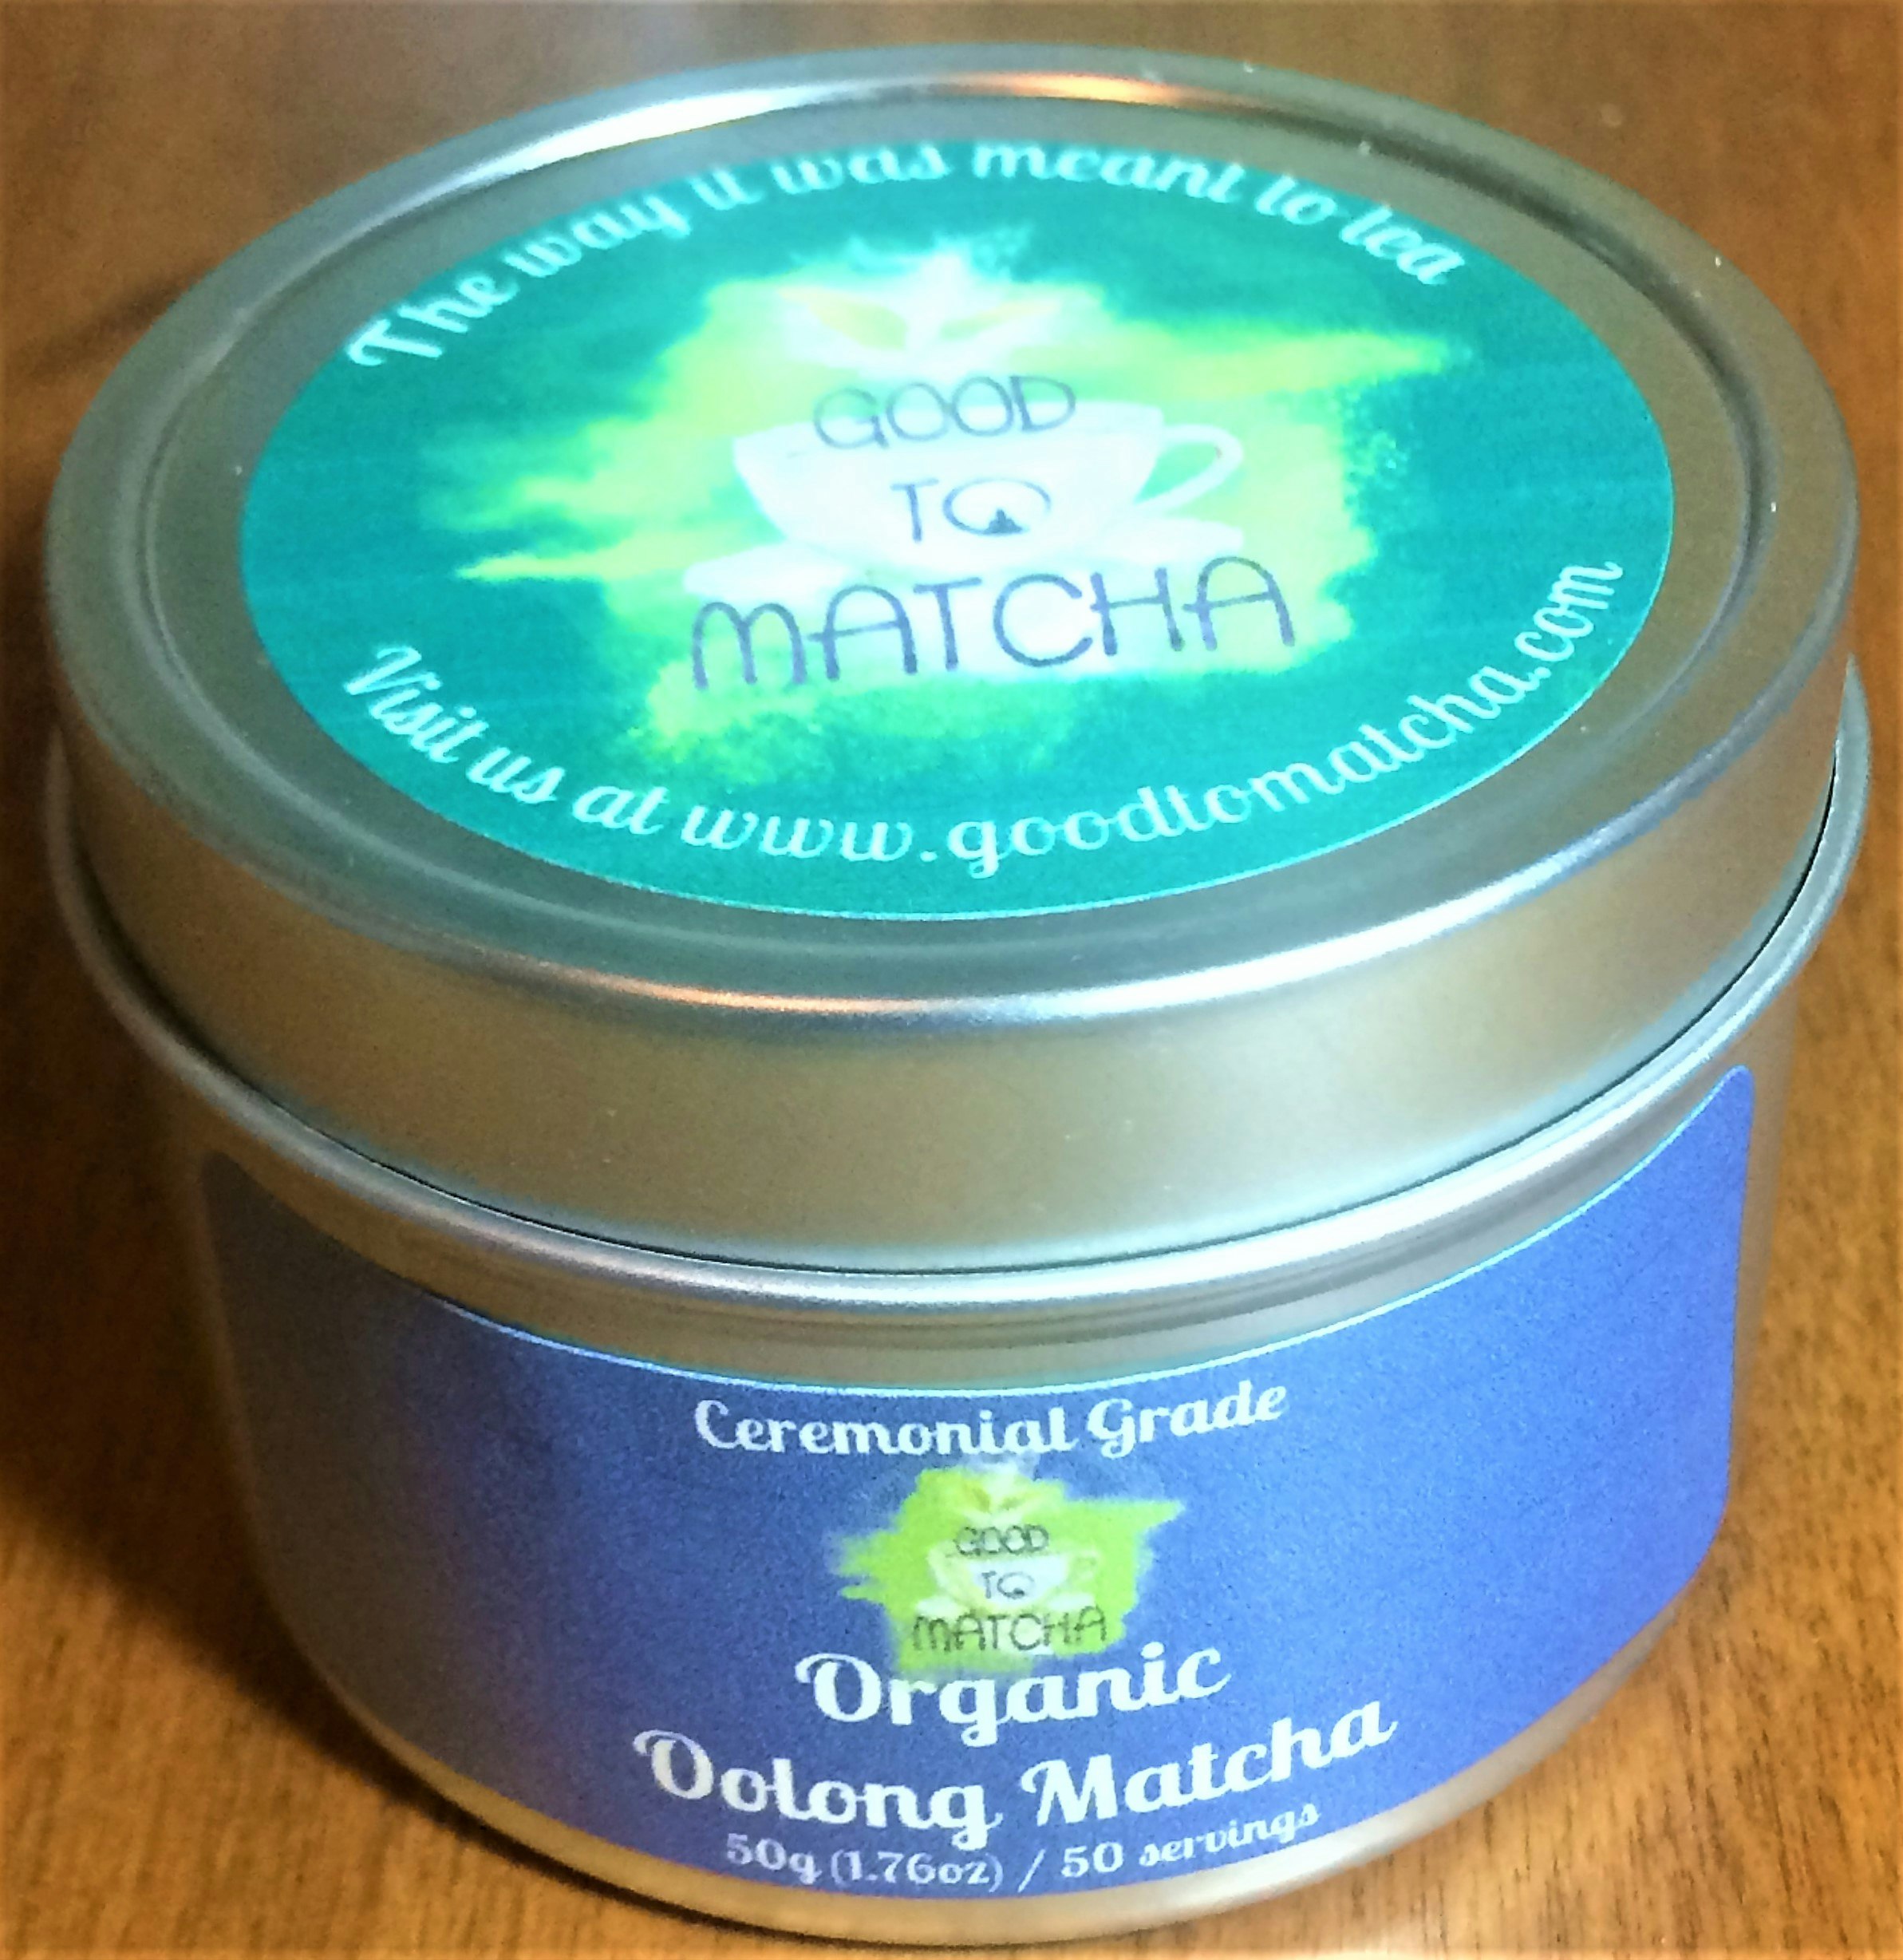 The way it was meant to tea
GOOD
TO
MATCHA
Visit us at www.goodtomatcha.com
Ceremonial Grade
GOOD
TO
MATCHA
Organic
Oolong Matcha
50g (1.76oz) / 50 servings